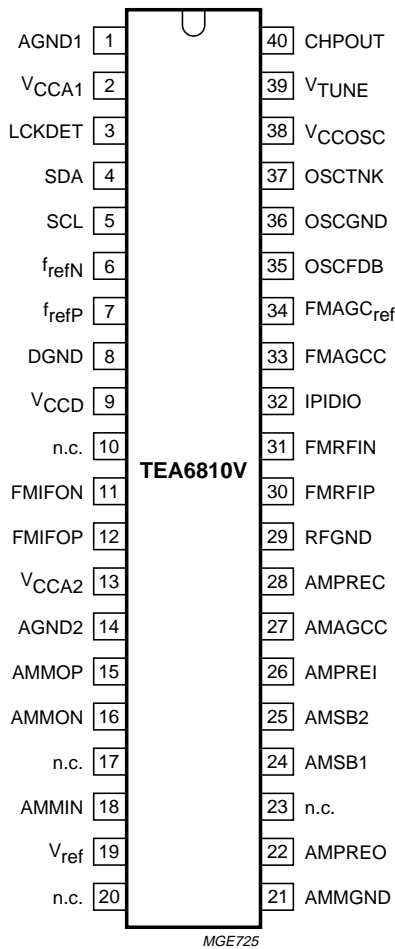 AGND1 1 40 CHPOUT
VCCA1 2 39 VTUNE
LCKDET 3 38 VCCOSC
SDA 4 37 OSCTNK
SCL 5 36 OSCGND
frefN 6 35 OSCFDB
frefP 7 34 FMAGCref
DGND 8 33 FMAGCC
VCCD 9 32 IPIDIO
n.c. 10 31 FMRFIN
TEA6810V
FMIFON 11 30 FMRFIP
FMIFOP 12 29 RFGND
VCCA2 13 28 AMPREC
AGND2 14 27 AMAGCC
AMMOP 15 26 AMPREI
AMMON 16 25 AMSB2
n.c. 17 24 AMSB1
AMMIN 18 23 n.c.
Vref 19 22 AMPREO
n.c. 20 21 AMMGND
MGE725